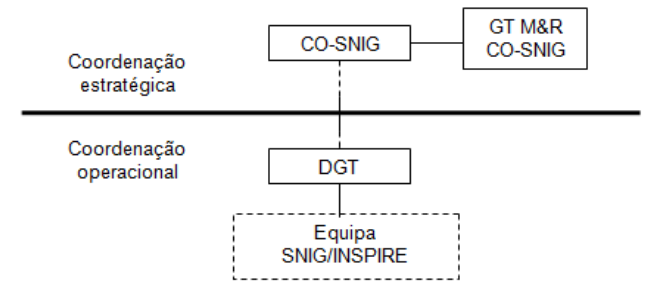 CO-SNIG
GT M&R
CO-SNIG
Coordenação
estratégica
Coordenação
operacional
DGT
Equipa
SNIG/INSPIRE